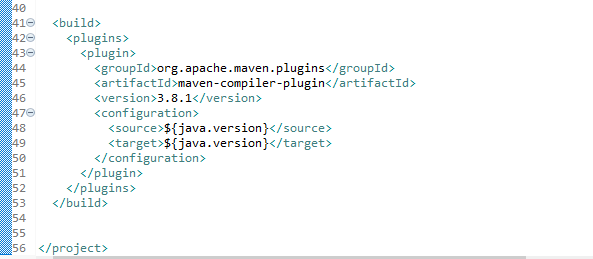 40
41 <build>
42 <plugins>
43 <plugin>
44 <groupId>org.apache.maven.plugins</groupId>
45 <artifactId>maven-compiler-plugin</artifactId>
46 <version>3.8.1</version>
47 <configuration>
48 <source>${java.version}</source>
49 <target>${java.version}</target>
50 </configuration>
51 </plugin>
52 </plugins>
53 </build>
54
55
56 </project>